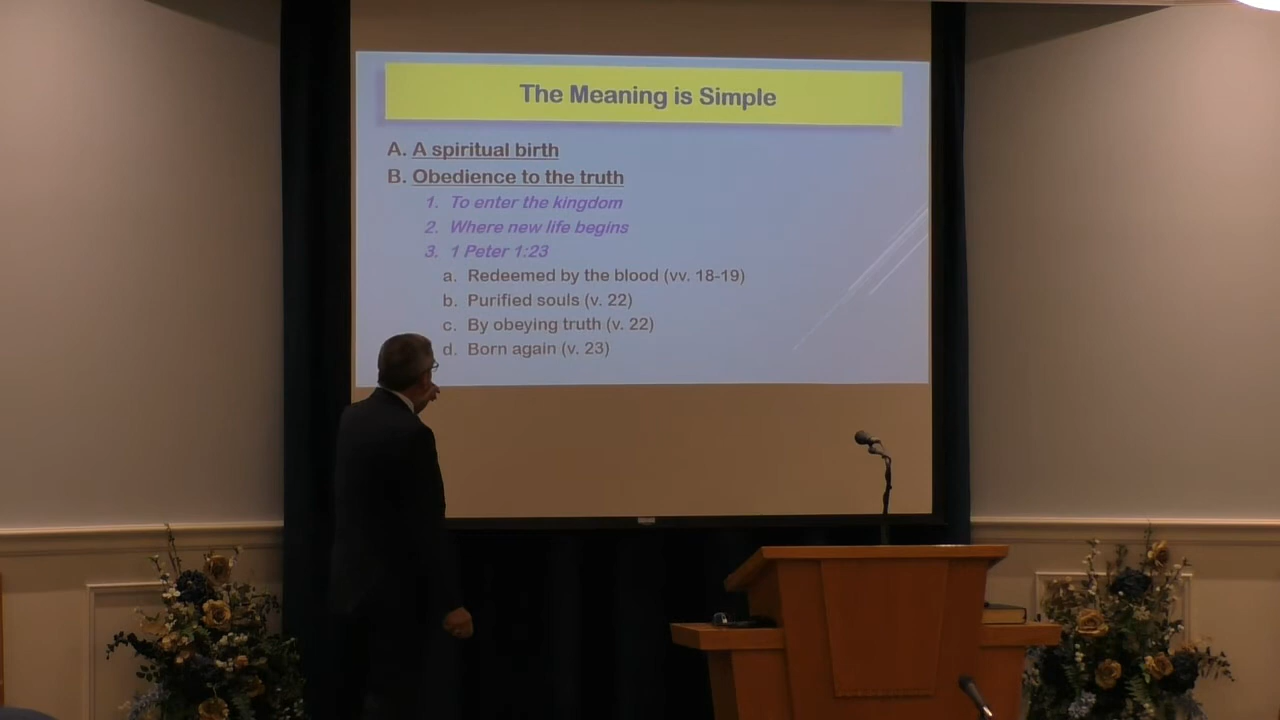 The Meaning is Simple
A. A spiritual birth
B. Obedience to the truth
1. To enter the kingdom
2. Where new life begins
3. 1 Peter 1:23
a. Redeemed by the blood (vv. 18-19)
b. Purified souls (v. 22)
c. By obeying truth (v. 22)
d. Born again (v. 23)